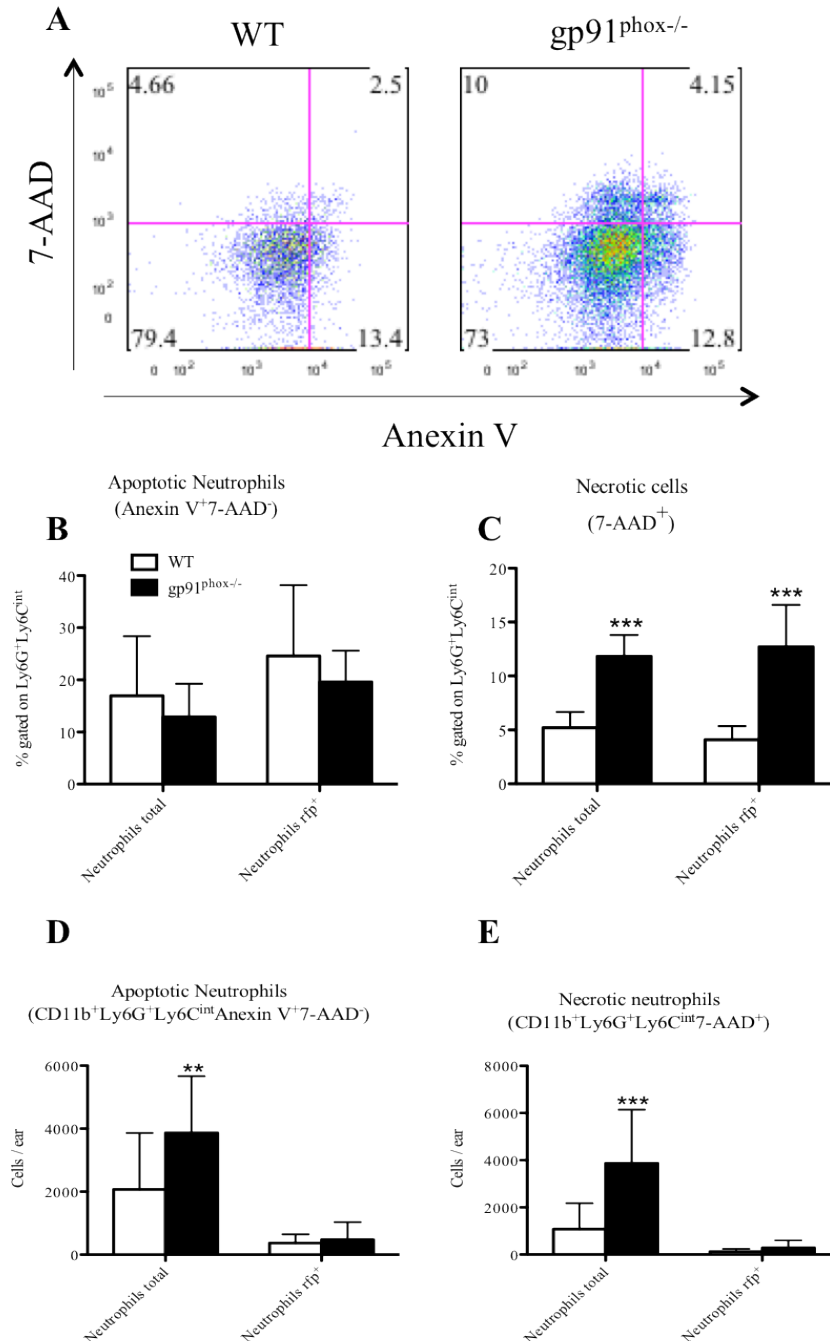 A
WT
gp91phox-/-
7-AAD
4.66 2.5
10 4.15
10⁵
10⁴
10³
10²
0
79.4 13.4
73 12.8
0 10² 10³ 10⁴ 10⁵
0 10² 10³ 10⁴ 10⁵
Anexin V
B
Apoptotic Neutrophils
(Anexin V⁺7-AAD⁻)
WT
gp91phox-/-
% gated on Ly6G⁺Ly6Cint
40
30
20
10
0
Neutrophils total
Neutrophils rfp⁺
C
Necrotic cells
(7-AAD⁺)
% gated on Ly6G⁺Ly6Cint
20
15
10
5
0
***
***
Neutrophils total
Neutrophils rfp⁺
D
Apoptotic Neutrophils
(CD11b⁺Ly6G⁺Ly6CintAnexin V⁺7-AAD⁻)
Cells / ear
6000
4000
2000
0
**
Neutrophils total
Neutrophils rfp⁺
E
Necrotic neutrophils
(CD11b⁺Ly6G⁺Ly6Cint7-AAD⁺)
Cells / ear
8000
6000
4000
2000
0
***
Neutrophils total
Neutrophils rfp⁺